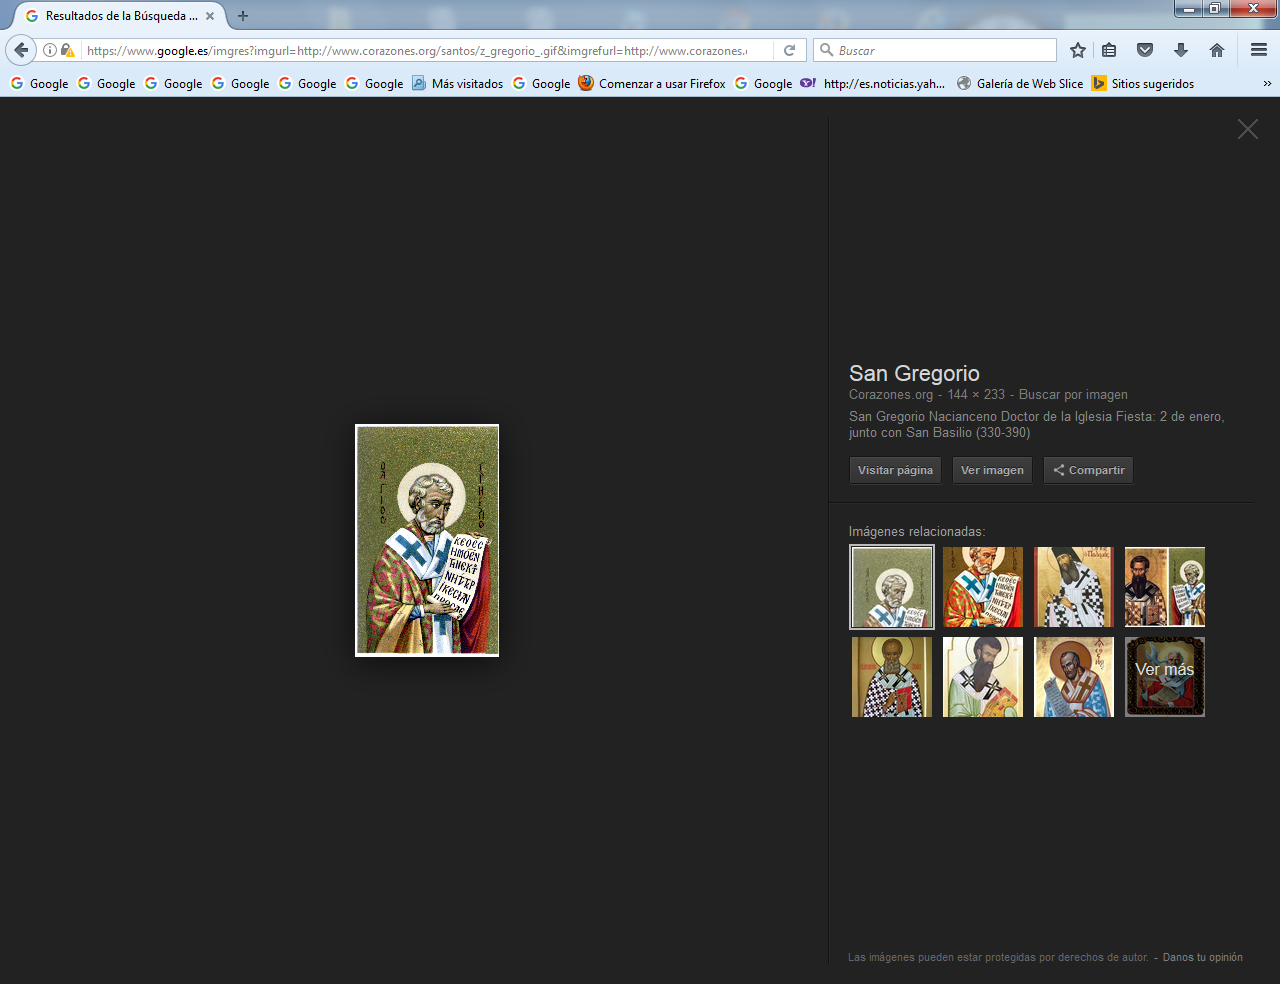 Resultados de la Búsqueda ...
https://www.google.es/imgres?imgurl=http://www.corazones.org/santos/z_gregorio_.gif&imgrefurl=http://www.corazones.
Buscar
Google Google Google Google Google Google Más visitados Google Comenzar a usar Firefox Google http://es.noticias.yah... Galería de Web Slice Sitios sugeridos »
San Gregorio
Corazones.org - 144 × 233 - Buscar por imagen
San Gregorio Nacianceno Doctor de la Iglesia Fiesta: 2 de enero,
junto con San Basilio (330-390)
Visitar página Ver imagen Compartir
Imágenes relacionadas:
Ver más
Las imágenes pueden estar protegidas por derechos de autor. - Danos tu opinión